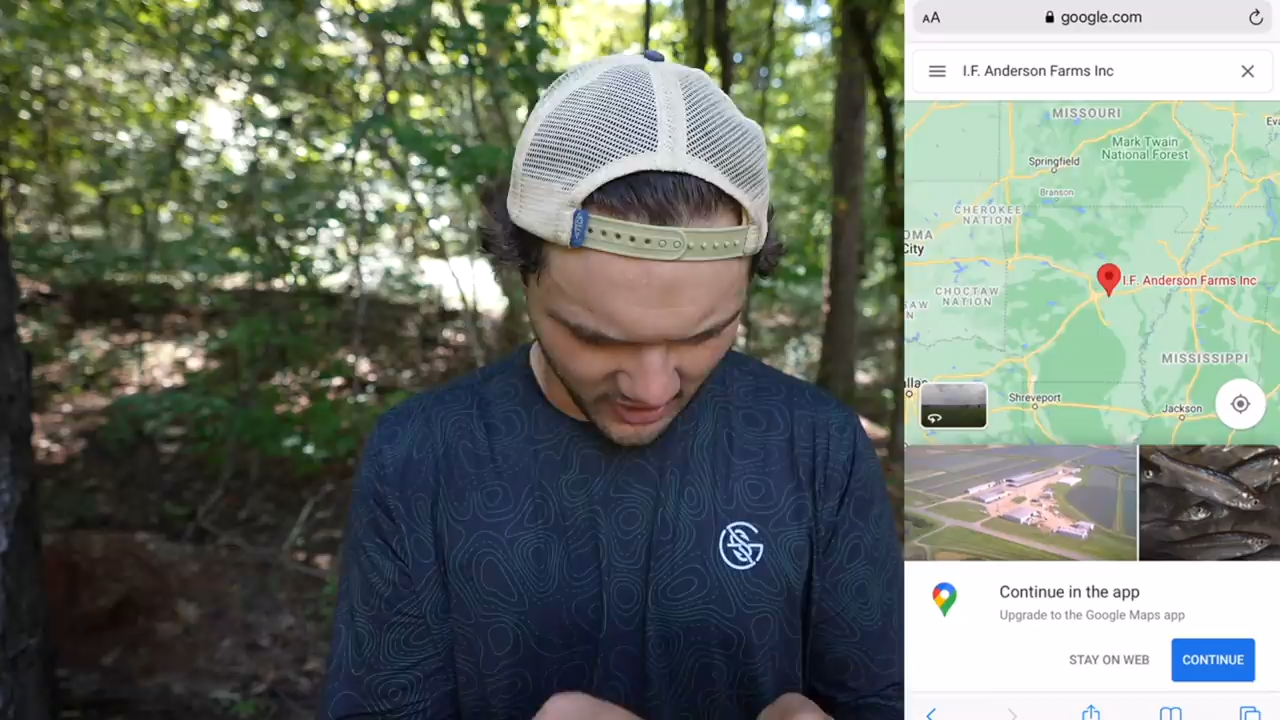 AA
google.com
I.F. Anderson Farms Inc
MISSOURI
Mark Twain
National Forest
Springfield
Branson
CHEROKEE
NATION
OMA
City
CHOCTAW
NATION
I.F. Anderson Farms Inc
MISSISSIPPI
Shreveport
Jackson
Continue in the app
Upgrade to the Google Maps app
STAY ON WEB
CONTINUE